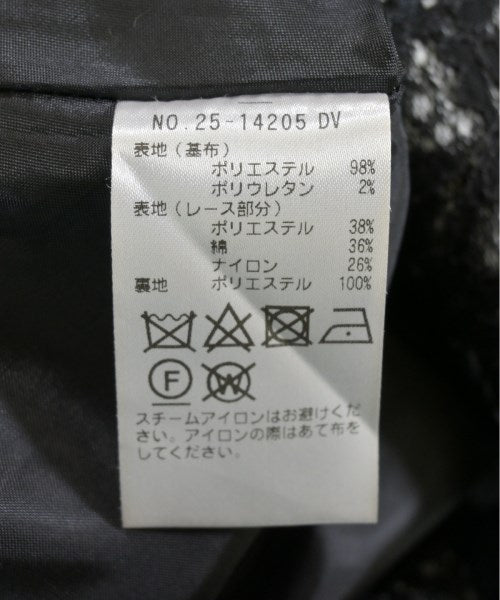 NO.25-14205 DV
表地(基布)
ポリエステル 98%
ポリウレタン 2%
表地(レース部分)
ポリエステル 38%
綿 36%
ナイロン 26%
裏地 ポリエステル 100%
F W
スチームアイロンはお避けくだ
さい。アイロンの際はあて布を
してください。